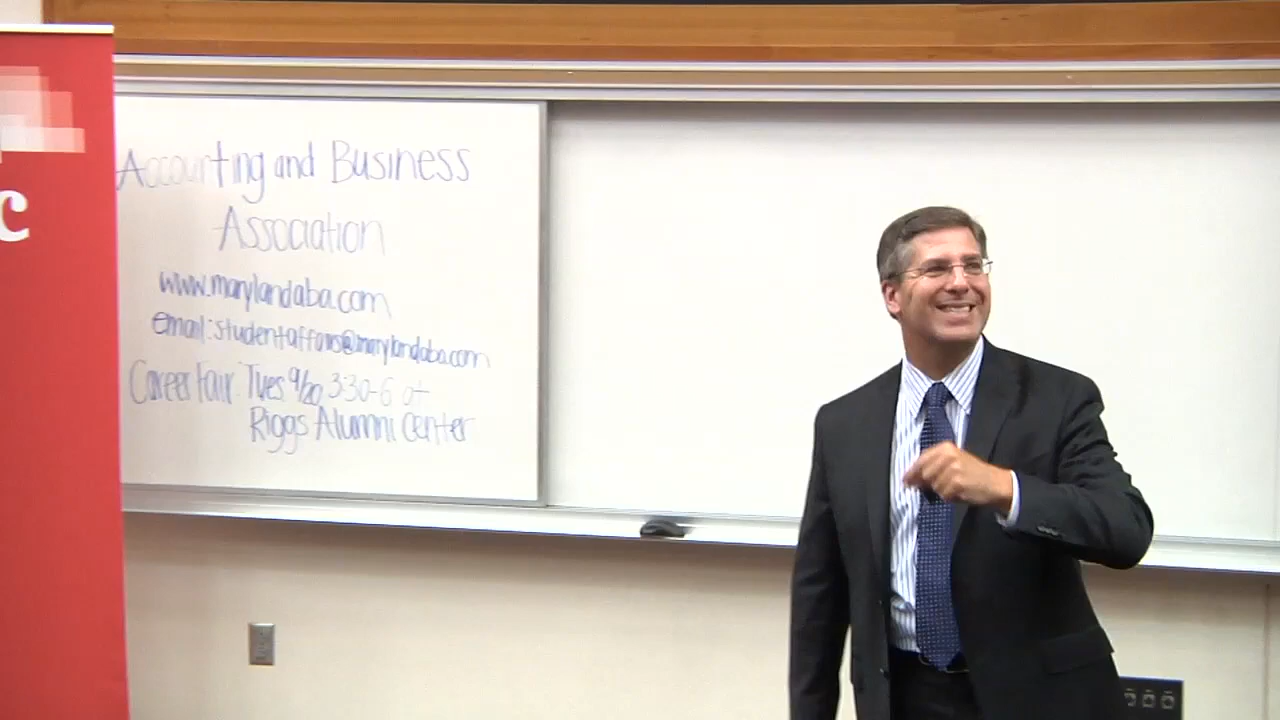 c
Accounting and Business
Association
www.marylandaba.com
email: studentaffairs@marylandaba.com
Career Fair: Tues 9/20 3:30-6 at
Riggs Alumni Center